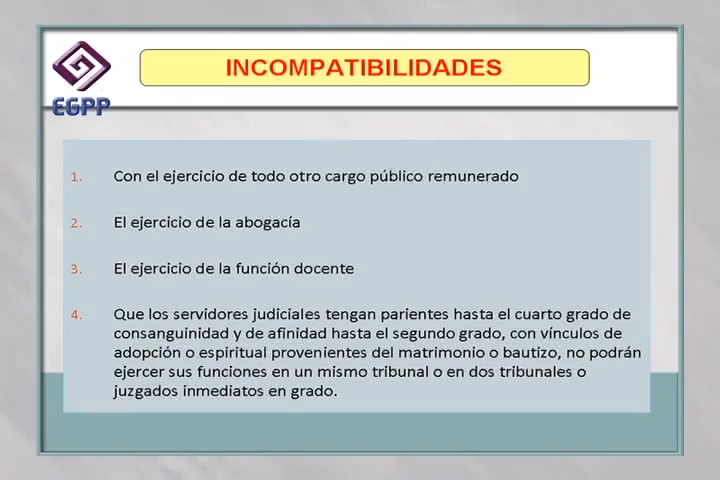 INCOMPATIBILIDADES
EGPP
1. Con el ejercicio de todo otro cargo público remunerado
2. El ejercicio de la abogacía
3. El ejercicio de la función docente
4. Que los servidores judiciales tengan parientes hasta el cuarto grado de
consanguinidad y de afinidad hasta el segundo grado, con vínculos de
adopción o espiritual provenientes del matrimonio o bautizo, no podrán
ejercer sus funciones en un mismo tribunal o en dos tribunales o
juzgados inmediatos en grado.